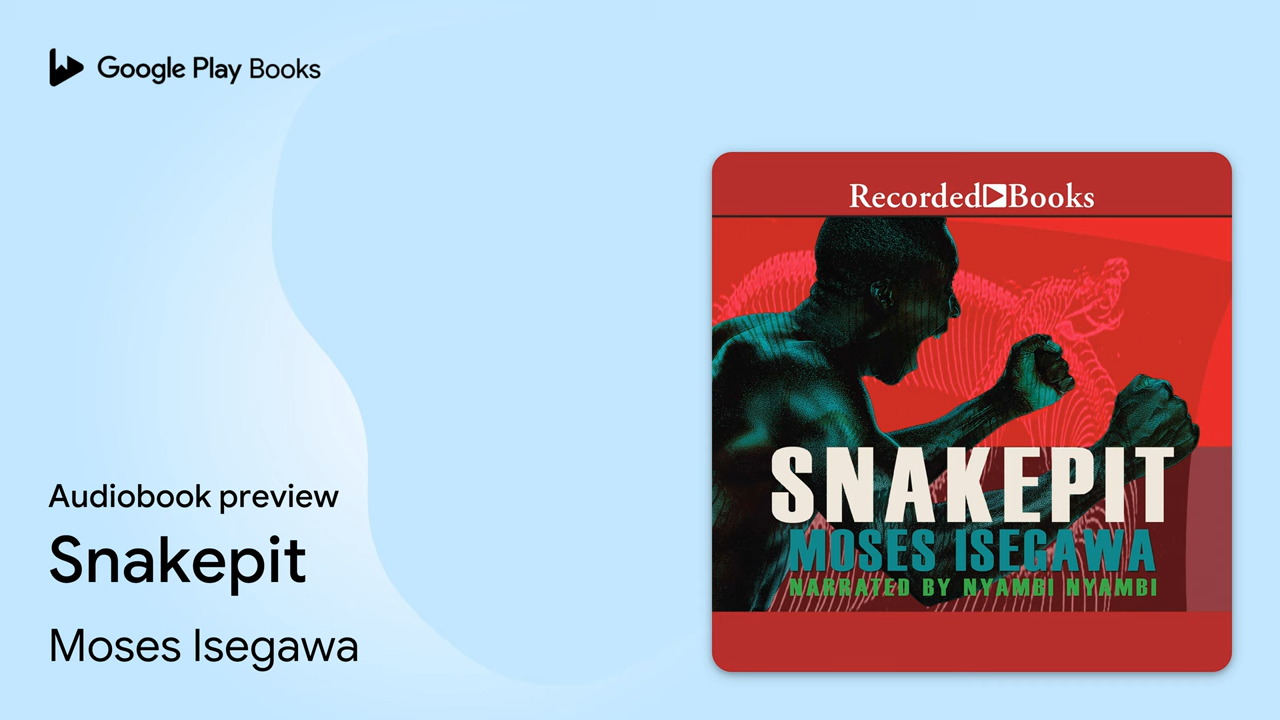 Google Play Books
Audiobook preview
Snakepit
Moses Isegawa
Recorded Books
SNAKEPIT
MOSES ISEGAWA
NARRATED BY NYAMBI NYAMBI